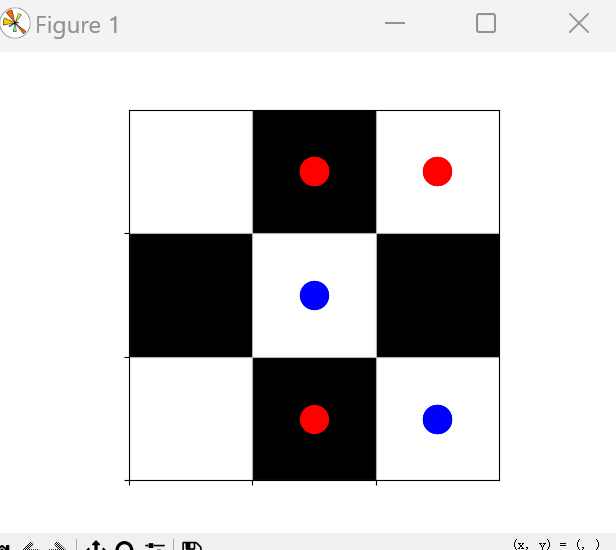 Figure 1
(x, y) = (, )